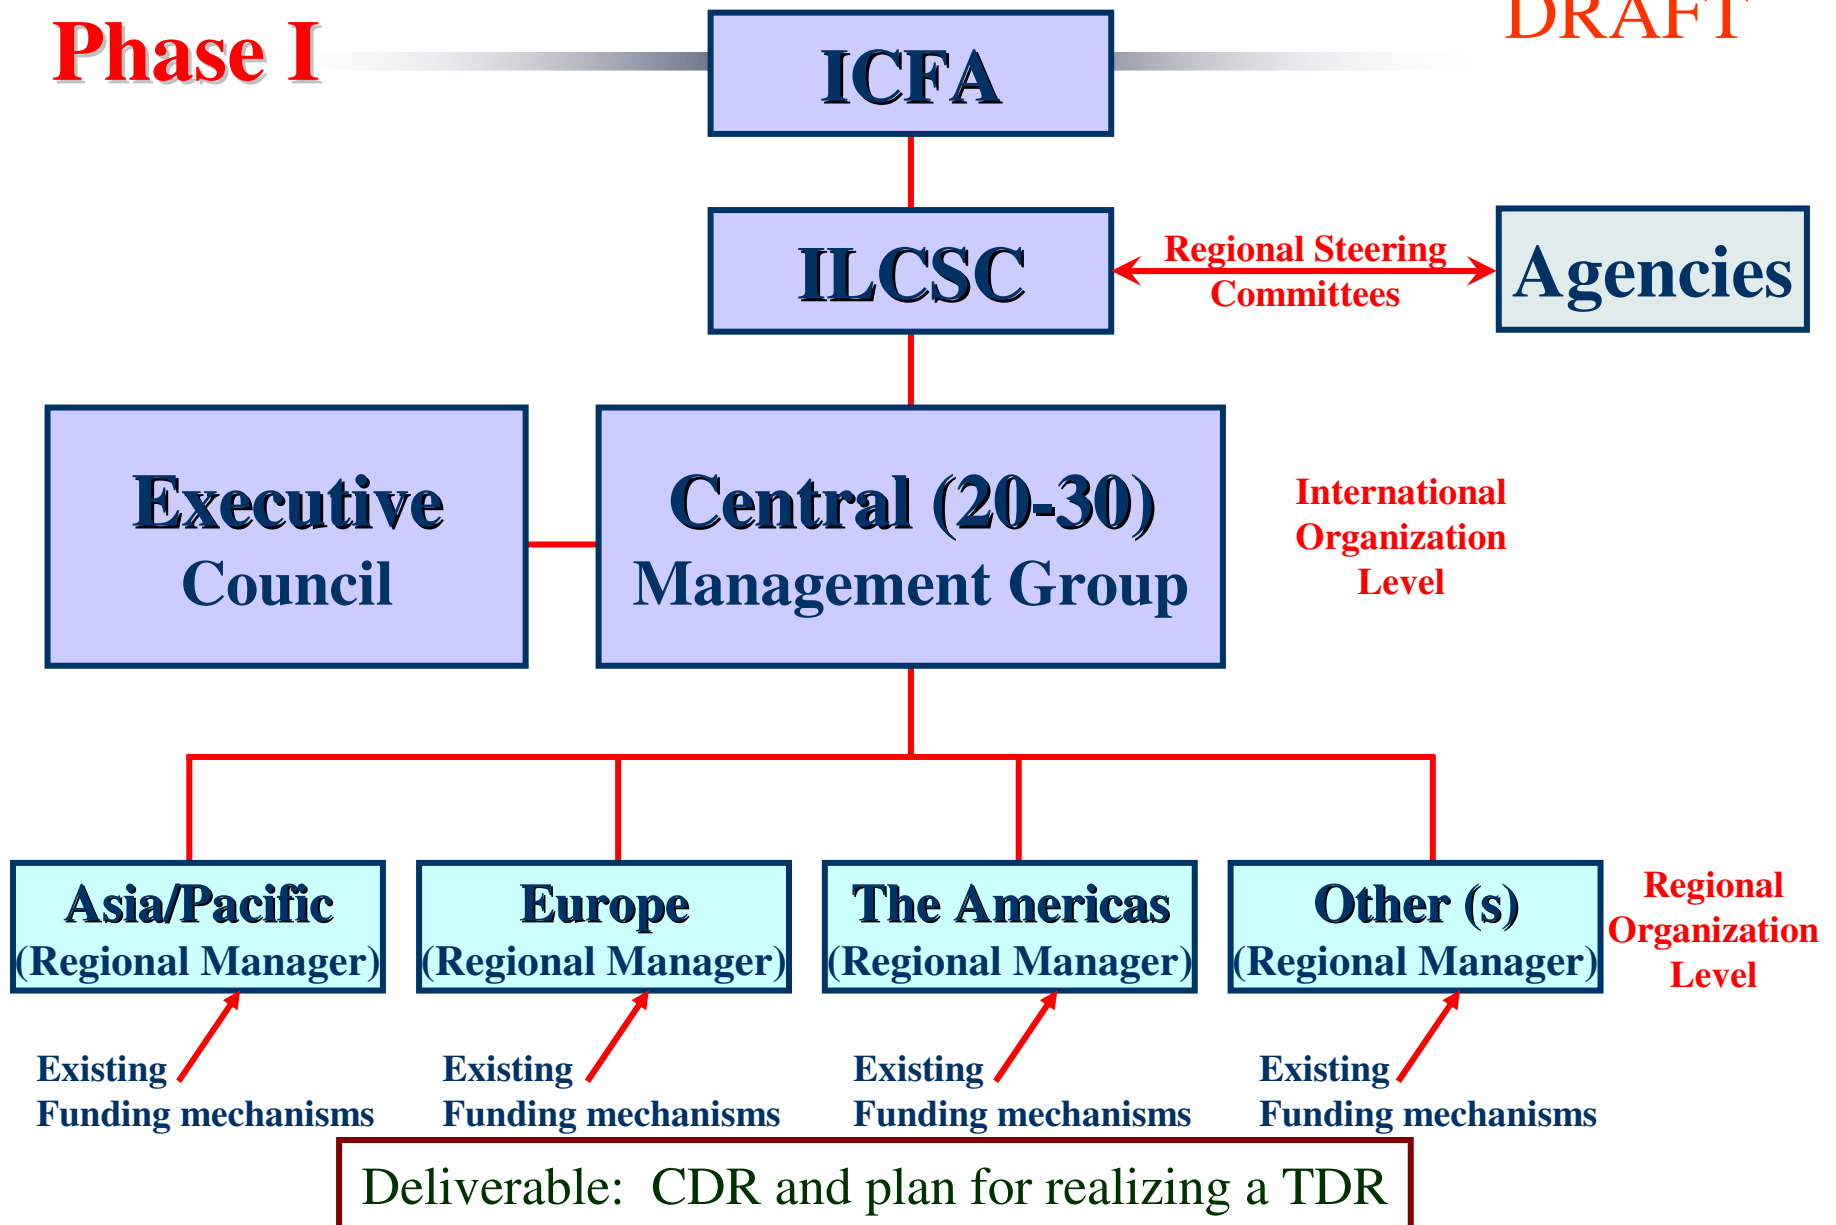 Phase I
DRAFT
ICFA
ILCSC
Regional Steering
Committees
Agencies
Executive
Council
Central (20-30)
Management Group
International
Organization
Level
Asia/Pacific
(Regional Manager)
Europe
(Regional Manager)
The Americas
(Regional Manager)
Other (s)
(Regional Manager)
Regional
Organization
Level
Existing
Funding mechanisms
Existing
Funding mechanisms
Existing
Funding mechanisms
Existing
Funding mechanisms
Deliverable:  CDR and plan for realizing a TDR